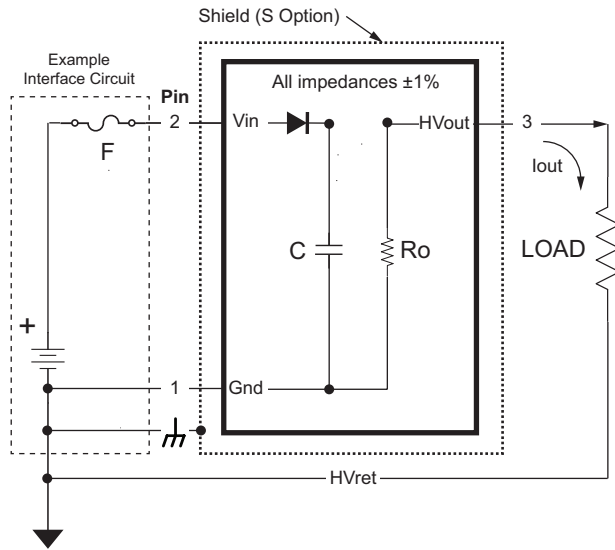 Shield (S Option)
Example
Interface Circuit
Pin
All impedances ±1%
2
Vin
HVout
3
F
Iout
C
Ro
LOAD
+
1
Gnd
HVret